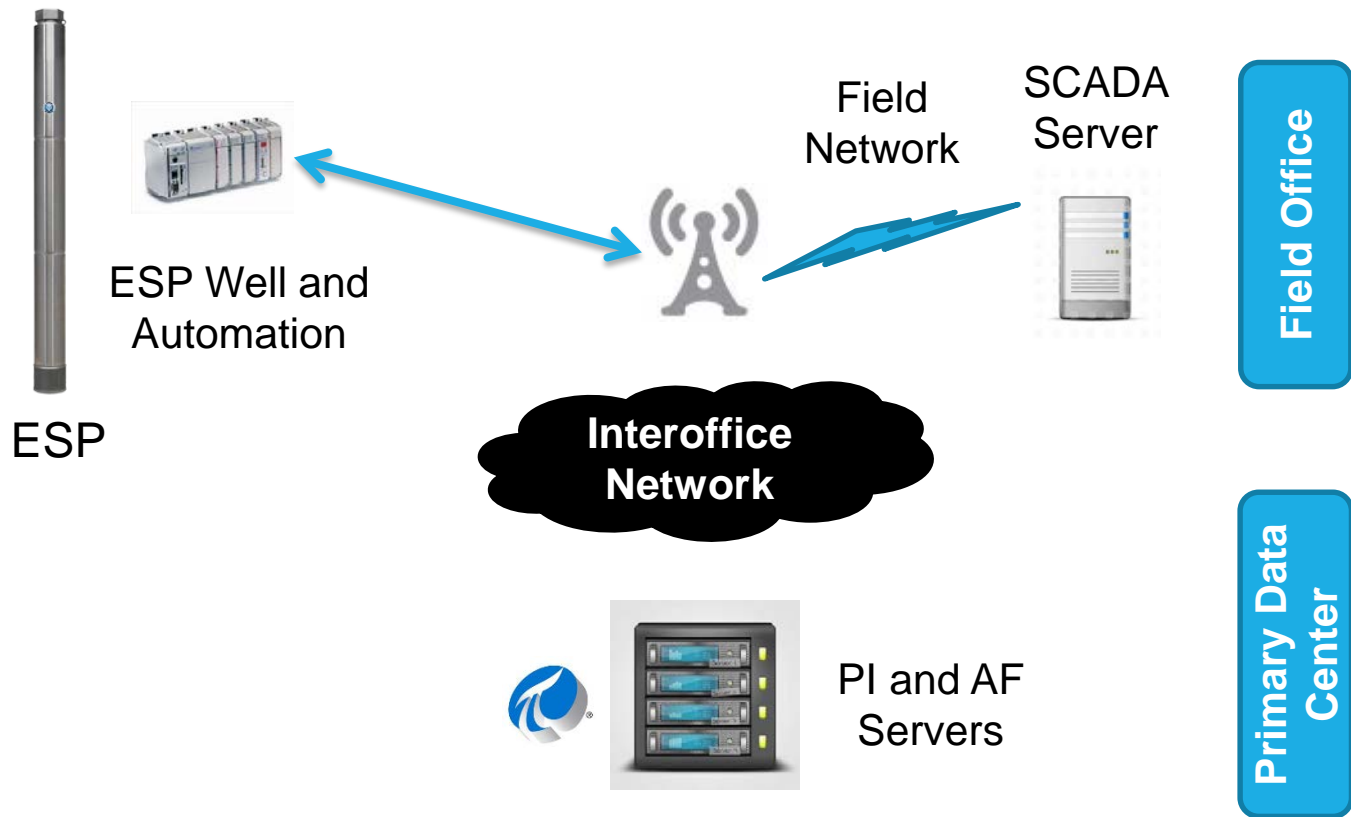 Field
Network
SCADA
Server
ESP Well and
Automation
ESP
Field Office
Interoffice
Network
PI and AF
Servers
®
Primary Data
Center